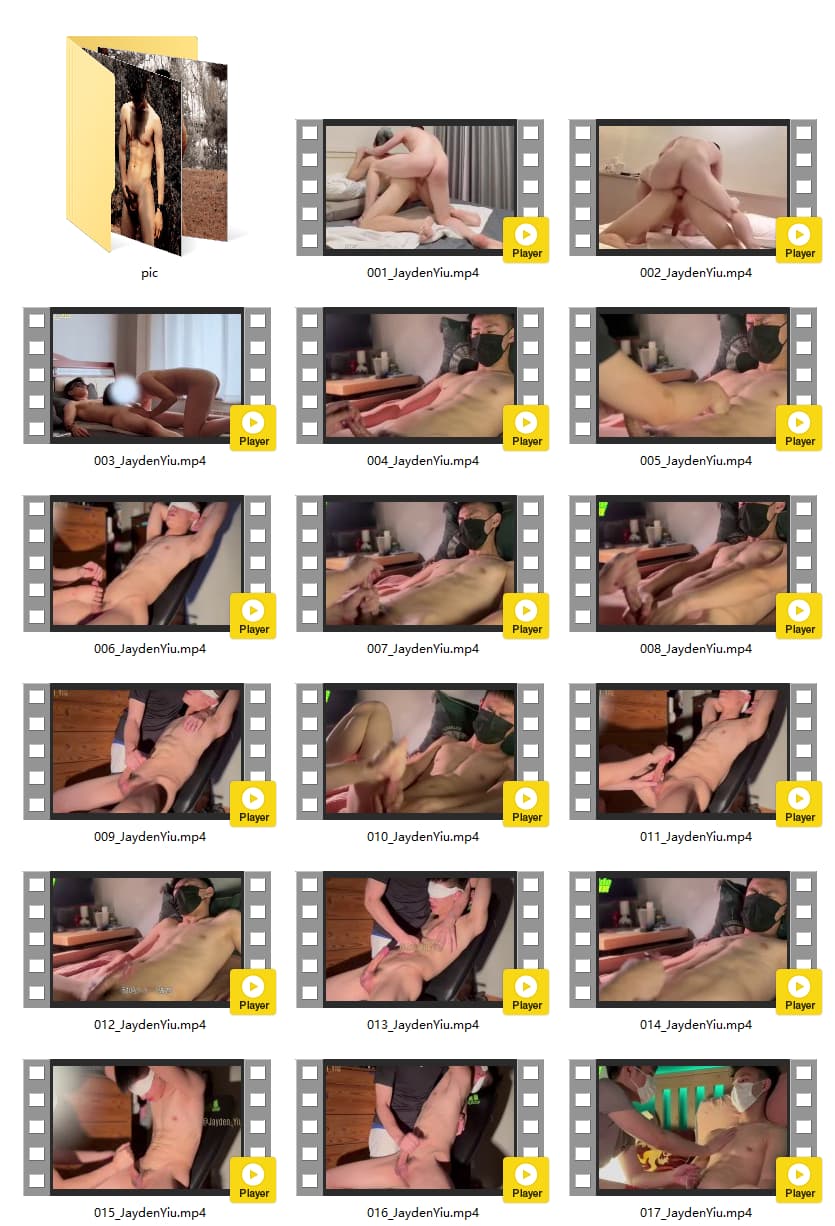 pic
Player
001_JaydenYiu.mp4
Player
002_JaydenYiu.mp4
Player
003_JaydenYiu.mp4
Player
004_JaydenYiu.mp4
Player
005_JaydenYiu.mp4
Player
006_JaydenYiu.mp4
Player
007_JaydenYiu.mp4
Player
008_JaydenYiu.mp4
Player
009_JaydenYiu.mp4
Player
010_JaydenYiu.mp4
Player
011_JaydenYiu.mp4
Player
012_JaydenYiu.mp4
Player
013_JaydenYiu.mp4
Player
014_JaydenYiu.mp4
@Jayden_Yu
Player
015_JaydenYiu.mp4
Player
016_JaydenYiu.mp4
Player
017_JaydenYiu.mp4